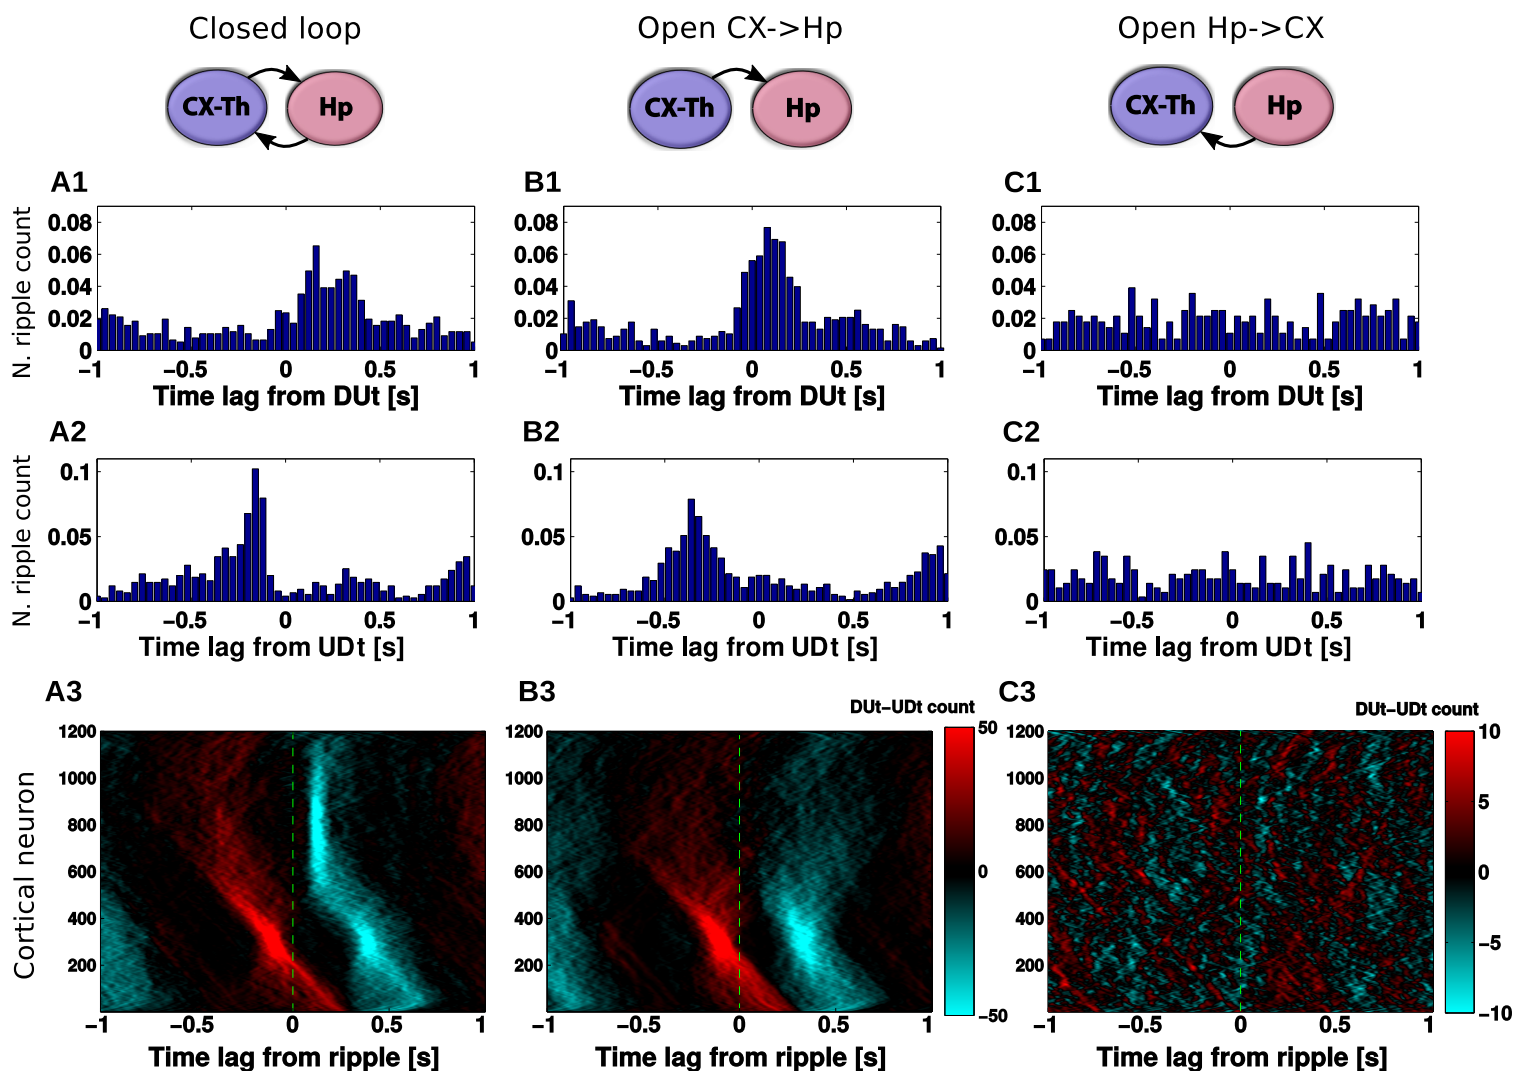 Closed loop Open CX->Hp Open Hp->CX
CX-Th Hp CX-Th Hp CX-Th Hp
A1 B1 C1
N. ripple count
0.08 0.08 0.08
0.06 0.06 0.06
0.04 0.04 0.04
0.02 0.02 0.02
0 0 0
−1 −0.5 0 0.5 1 −1 −0.5 0 0.5 1 −1 −0.5 0 0.5 1
Time lag from DUt [s] Time lag from DUt [s] Time lag from DUt [s]
A2 B2 C2
N. ripple count
0.1 0.1 0.1
0.05 0.05 0.05
0 0 0
−1 −0.5 0 0.5 1 −1 −0.5 0 0.5 1 −1 −0.5 0 0.5 1
Time lag from UDt [s] Time lag from UDt [s] Time lag from UDt [s]
A3 B3 C3
DUt−UDt count DUt−UDt count
Cortical neuron
1200 1200 50 1200 10
1000 1000 1000
800 800 800 5
600 600 0 600 0
400 400 400
200 200 200 −5
−50 −10
−1 −0.5 0 0.5 1 −1 −0.5 0 0.5 1 −1 −0.5 0 0.5 1
Time lag from ripple [s] Time lag from ripple [s] Time lag from ripple [s]